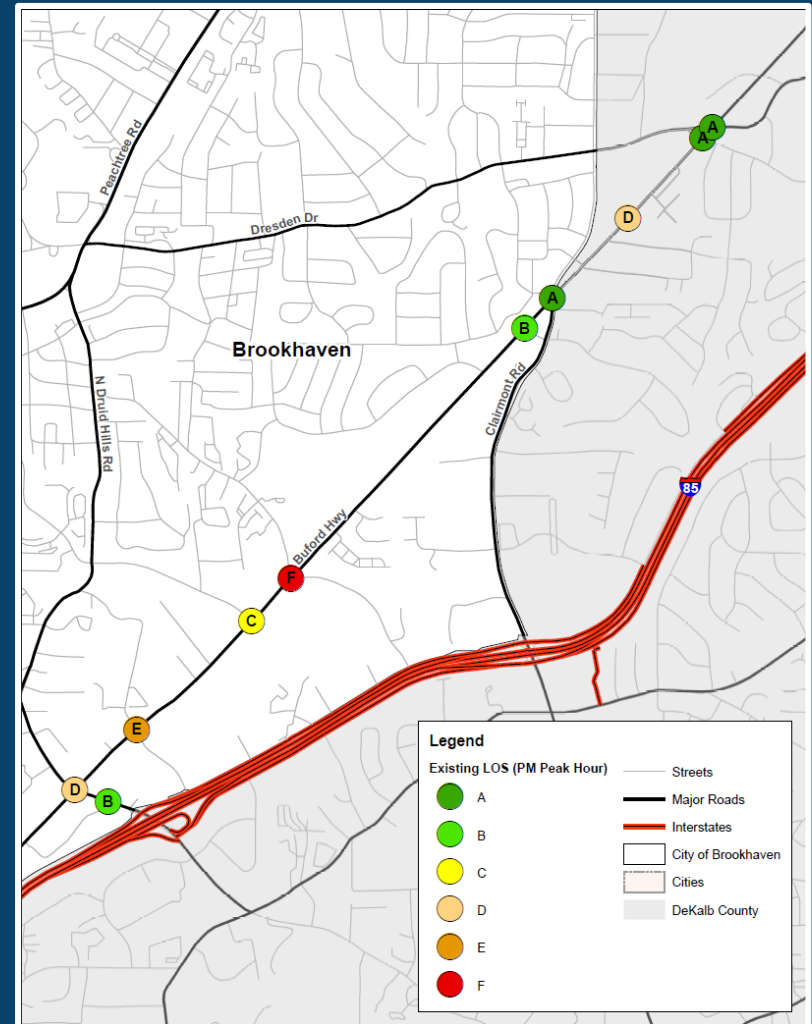 Peachtree Rd
A
A
Dresden Dr
D
A
B
Brookhaven
Clairmont Rd
N Druid Hills Rd
85
Buford Hwy
F
C
E
D
B
Legend
Existing LOS (PM Peak Hour)
A
B
C
D
E
F
Streets
Major Roads
Interstates
City of Brookhaven
Cities
DeKalb County